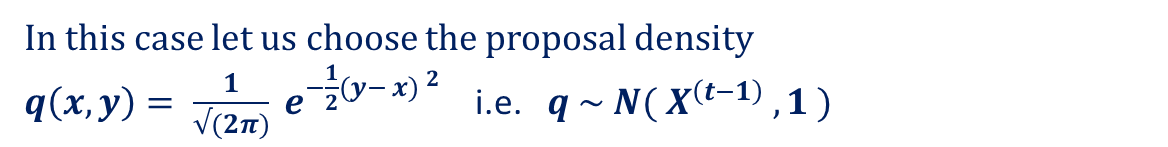 In this case let us choose the proposal density
q(x,y) = 1/√(2π) e^{-1/2(y- x) 2} i.e. q ~ N( X^{(t-1)} ,1 )